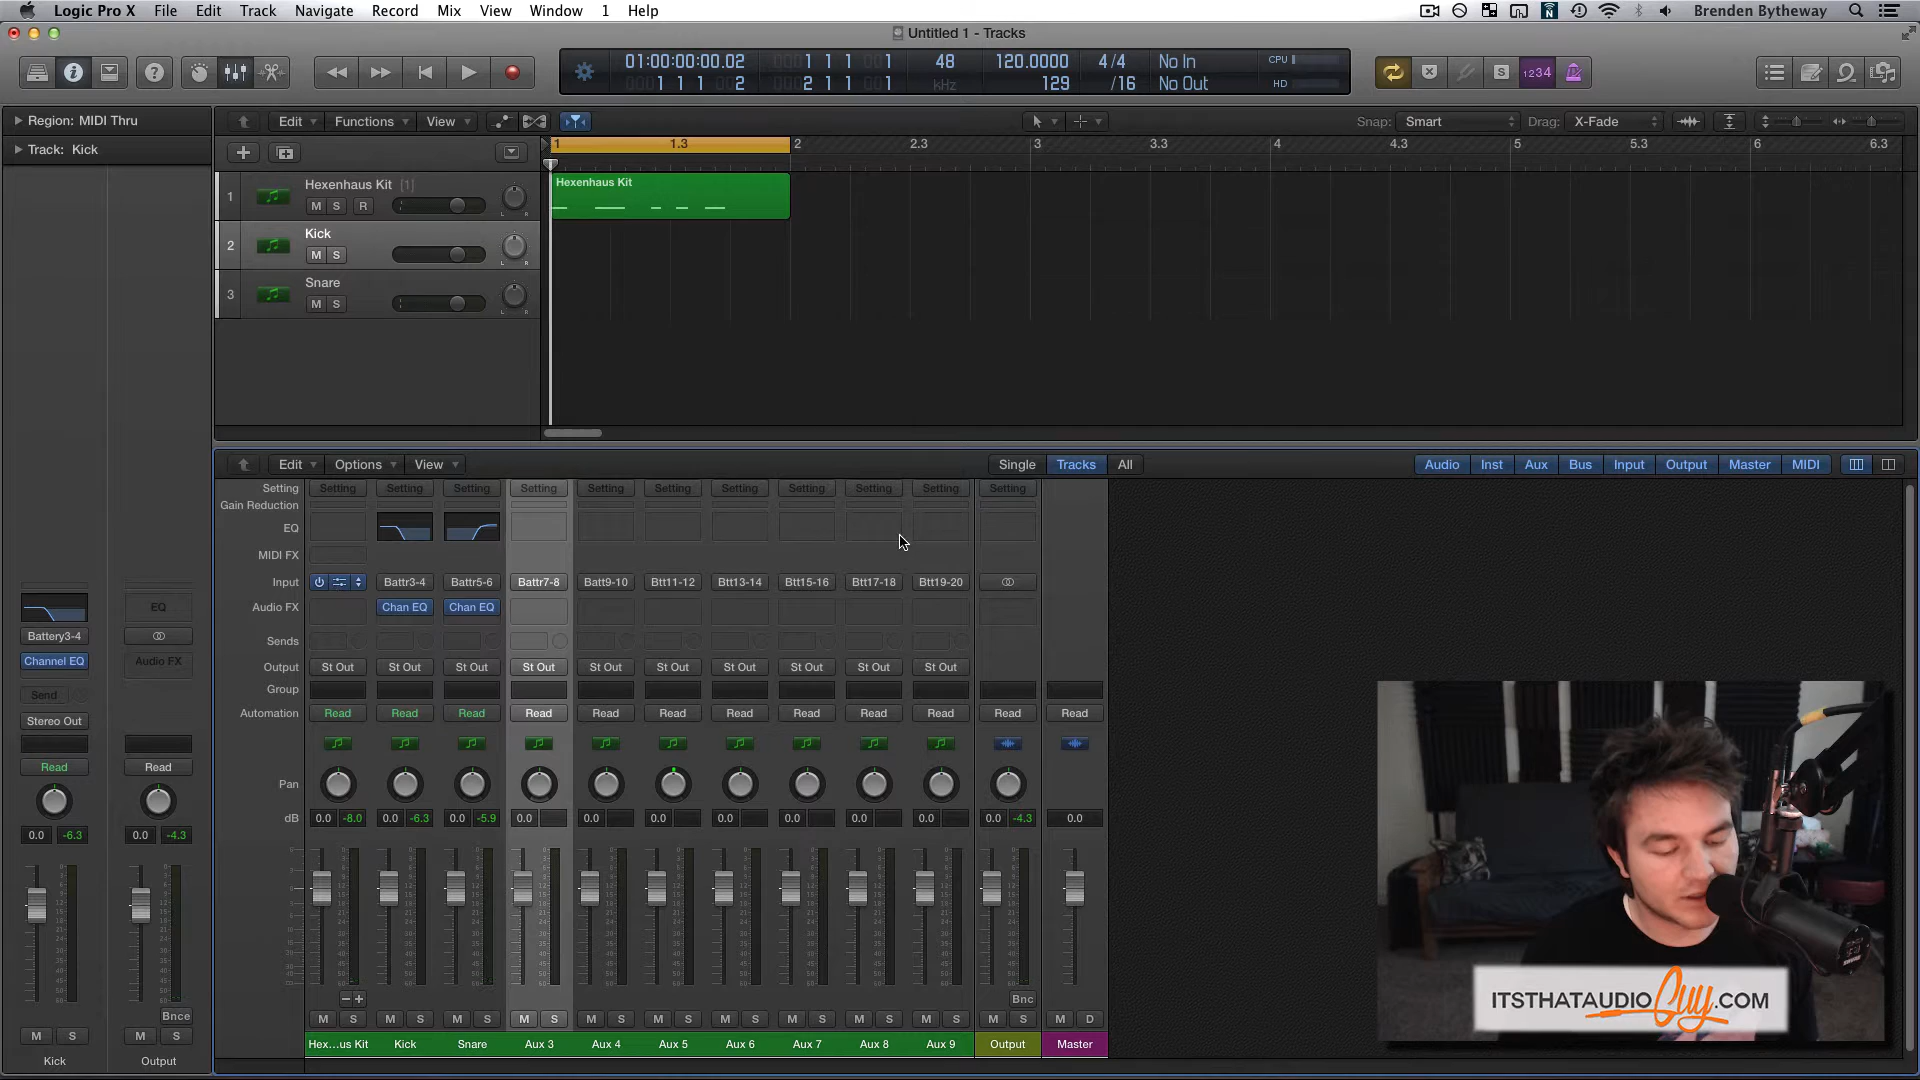 Logic Pro X File Edit Track Navigate Record Mix View Window 1 Help Brenden Bytheway
Untitled 1 - Tracks
01:00:00:00.02 1 1 1 1 48 120.0000 4/4 No In CPU
1 1 1 2 2 1 1 1 kHz 129 /16 No Out HD
1234
Region: MIDI Thru Edit Functions View Snap: Smart Drag: X-Fade
Track: Kick
1 1.3 2 2.3 3 3.3 4 4.3 5 5.3 6 6.3
1 Hexenhaus Kit [1] M S R L R
Hexenhaus Kit
2 Kick M S L R
3 Snare M S L R
Edit Options View Single Tracks All Audio Inst Aux Bus Input Output Master MIDI
Setting Setting Setting Setting Setting Setting Setting Setting Setting Setting Setting Setting
Gain Reduction
EQ
MIDI FX
Input Battr3-4 Battr5-6 Battr7-8 Batt9-10 Btt11-12 Btt13-14 Btt15-16 Btt17-18 Btt19-20
Audio FX Chan EQ Chan EQ
Sends
Output St Out St Out St Out St Out St Out St Out St Out St Out St Out St Out
Group
Automation Read Read Read Read Read Read Read Read Read Read Read Read
Pan
dB 0.0 -8.0 0.0 -6.3 0.0 -5.9 0.0 0.0 0.0 0.0 0.0 0.0 0.0 0.0 -4.3 0.0
Bnc
M S M S M S M S M S M S M S M S M S M S M S M D
Hex...us Kit Kick Snare Aux 3 Aux 4 Aux 5 Aux 6 Aux 7 Aux 8 Aux 9 Output Master
EQ
Battery3-4
Channel EQ Audio FX
Send
Stereo Out
Read Read
0.0 -6.3 0.0 -4.3
Bnce
M S M S
Kick Output
ITSTHATAUDIOGuy.COM